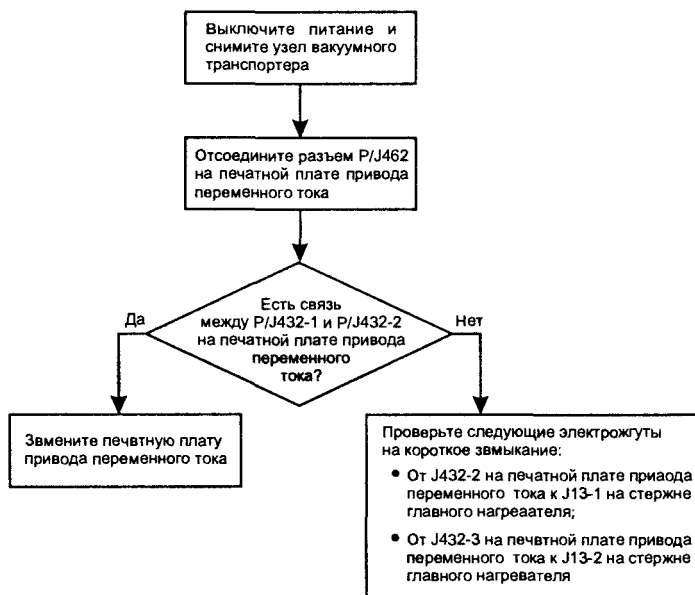 Выключите питание и
снимите узел вакуумного
транспортера
Отсоедините разъем P/J462
на печатной плате привода
переменного тока
Есть связь
между P/J432-1 и P/J432-2
на печатной плате привода
переменного
тока?
Да
Нет
Звмените печвтную плату
привода переменного тока
Проверьте следующие электрожгуты
на короткое звмыкание:
• От J432-2 на печатной плате приаода
переменного тока к J13-1 на стержне
главного нагреаателя;
• От J432-3 на печвтной плате привода
переменного тока к J13-2 на стержне
главного нагревателя